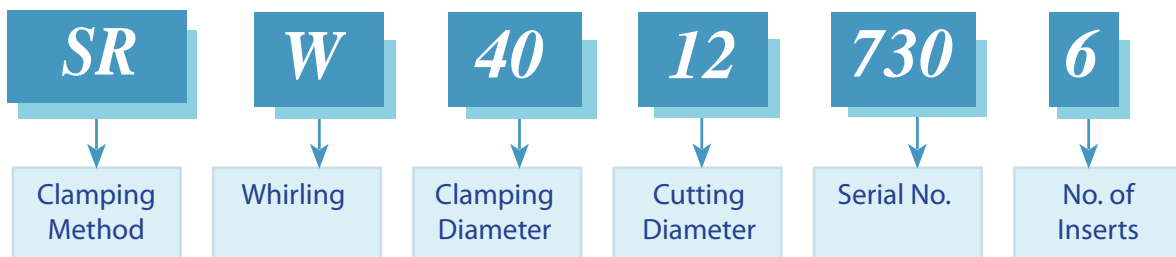 SR W 40 12 730 6
Clamping Method
Whirling
Clamping Diameter
Cutting Diameter
Serial No.
No. of Inserts